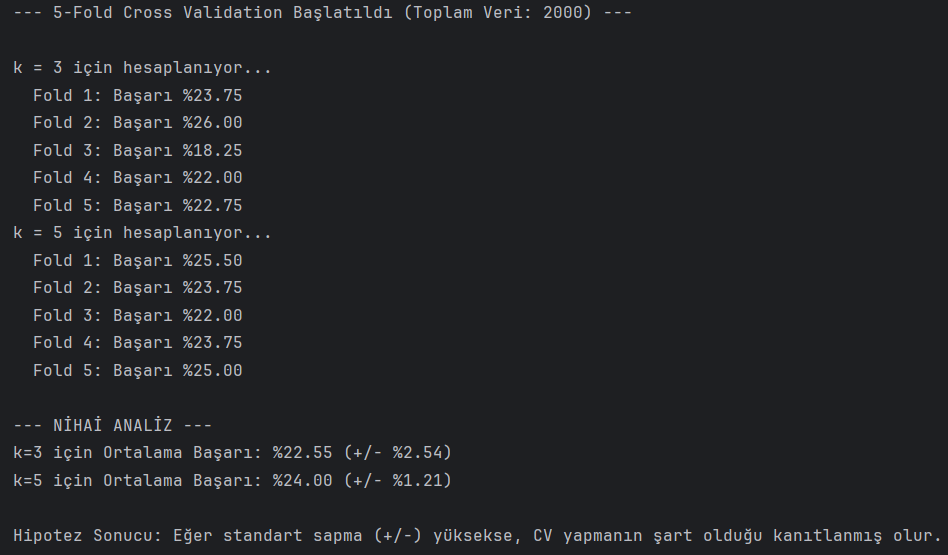 --- 5-Fold Cross Validation Başlatıldı (Toplam Veri: 2000) ---
k = 3 için hesaplanıyor...
Fold 1: Başarı %23.75
Fold 2: Başarı %26.00
Fold 3: Başarı %18.25
Fold 4: Başarı %22.00
Fold 5: Başarı %22.75
k = 5 için hesaplanıyor...
Fold 1: Başarı %25.50
Fold 2: Başarı %23.75
Fold 3: Başarı %22.00
Fold 4: Başarı %23.75
Fold 5: Başarı %25.00
--- NİHAİ ANALİZ ---
k=3 için Ortalama Başarı: %22.55 (+/- %2.54)
k=5 için Ortalama Başarı: %24.00 (+/- %1.21)
Hipotez Sonucu: Eğer standart sapma (+/-) yüksekse, CV yapmanın şart olduğu kanıtlanmış olur.